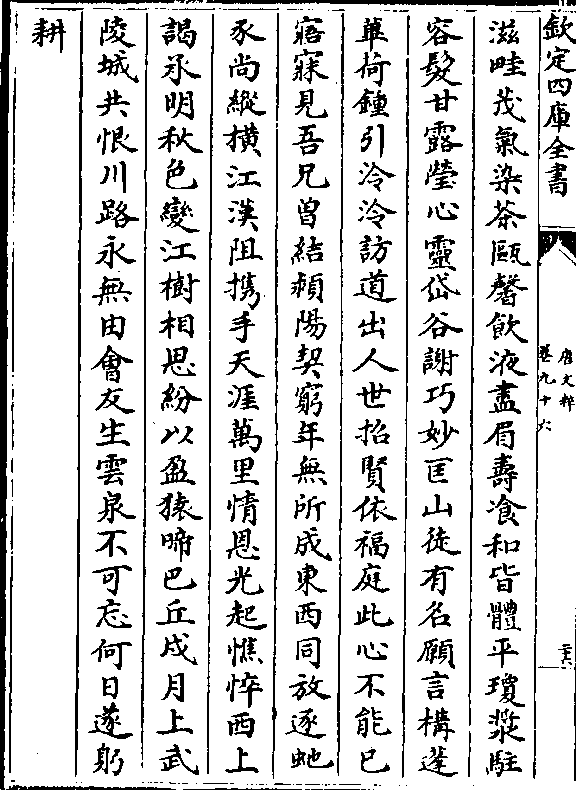 欽定四庫全書
唐文粹
卷九十六
二十六
滋畦茂氣染茶甌馨飲液盡眉壽飡和皆體平瓊漿駐
容髮甘露瑩心靈岱谷謝巧妙匡山徒有名願言構蓬
蓽荷鍤引泠泠訪道出人世招賢依福庭此心不能已
寤寐見吾兄曽結潁陽契窮年無所成東西同放逐虵
豕尚縱横江漢阻携手天涯萬里情恩光起憔悴西上
謁承明秋色變江樹相思紛以盈猿啼巴丘戍月上武
陵城共恨川路永無由會友生雲泉不可忘何日遂躬
耕